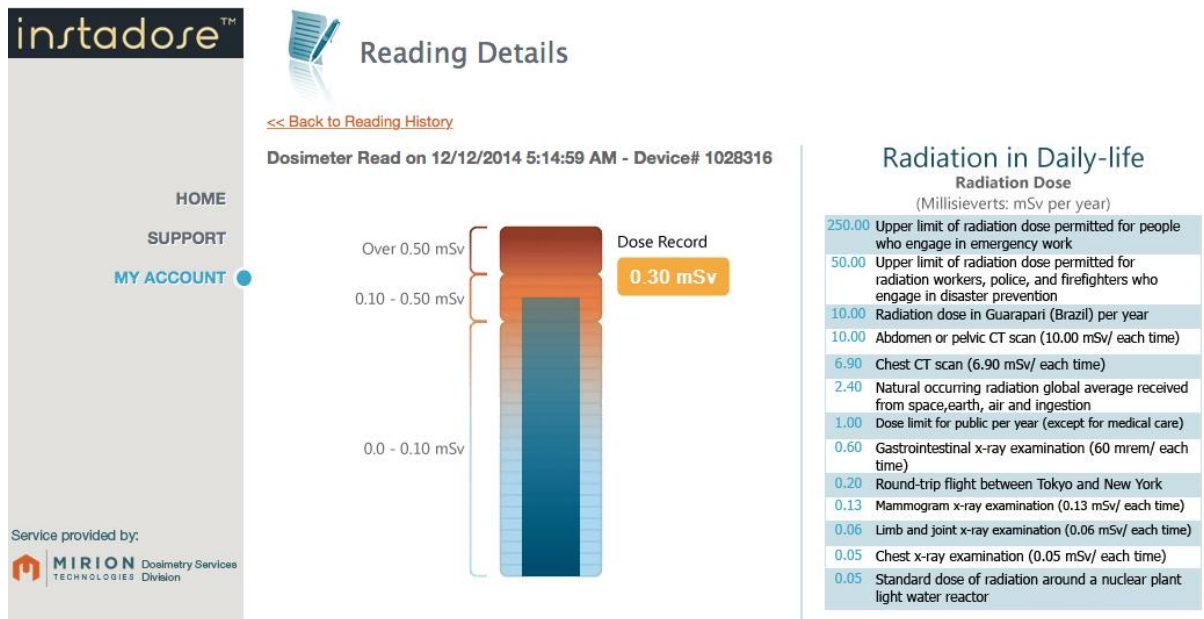 instadose™
Reading Details
<< Back to Reading History
Dosimeter Read on 12/12/2014 5:14:59 AM - Device# 1028316
HOME
SUPPORT
MY ACCOUNT
Over 0.50 mSv
0.10 - 0.50 mSv
0.0 - 0.10 mSv
Dose Record
0.30 mSv
Radiation in Daily-life
Radiation Dose
(Millisieverts: mSv per year)
250.00 Upper limit of radiation dose permitted for people
who engage in emergency work
50.00 Upper limit of radiation dose permitted for
radiation workers, police, and firefighters who
engage in disaster prevention
10.00 Radiation dose in Guarapari (Brazil) per year
10.00 Abdomen or pelvic CT scan (10.00 mSv/ each time)
6.90 Chest CT scan (6.90 mSv/ each time)
2.40 Natural occurring radiation global average received
from space,earth, air and ingestion
1.00 Dose limit for public per year (except for medical care)
0.60 Gastrointestinal x-ray examination (60 mrem/ each
time)
0.20 Round-trip flight between Tokyo and New York
0.13 Mammogram x-ray examination (0.13 mSv/ each time)
0.06 Limb and joint x-ray examination (0.06 mSv/ each time)
0.05 Chest x-ray examination (0.05 mSv/ each time)
0.05 Standard dose of radiation around a nuclear plant
light water reactor
Service provided by:
MIRION Dosimetry Services
TECHNOLOGIES Division